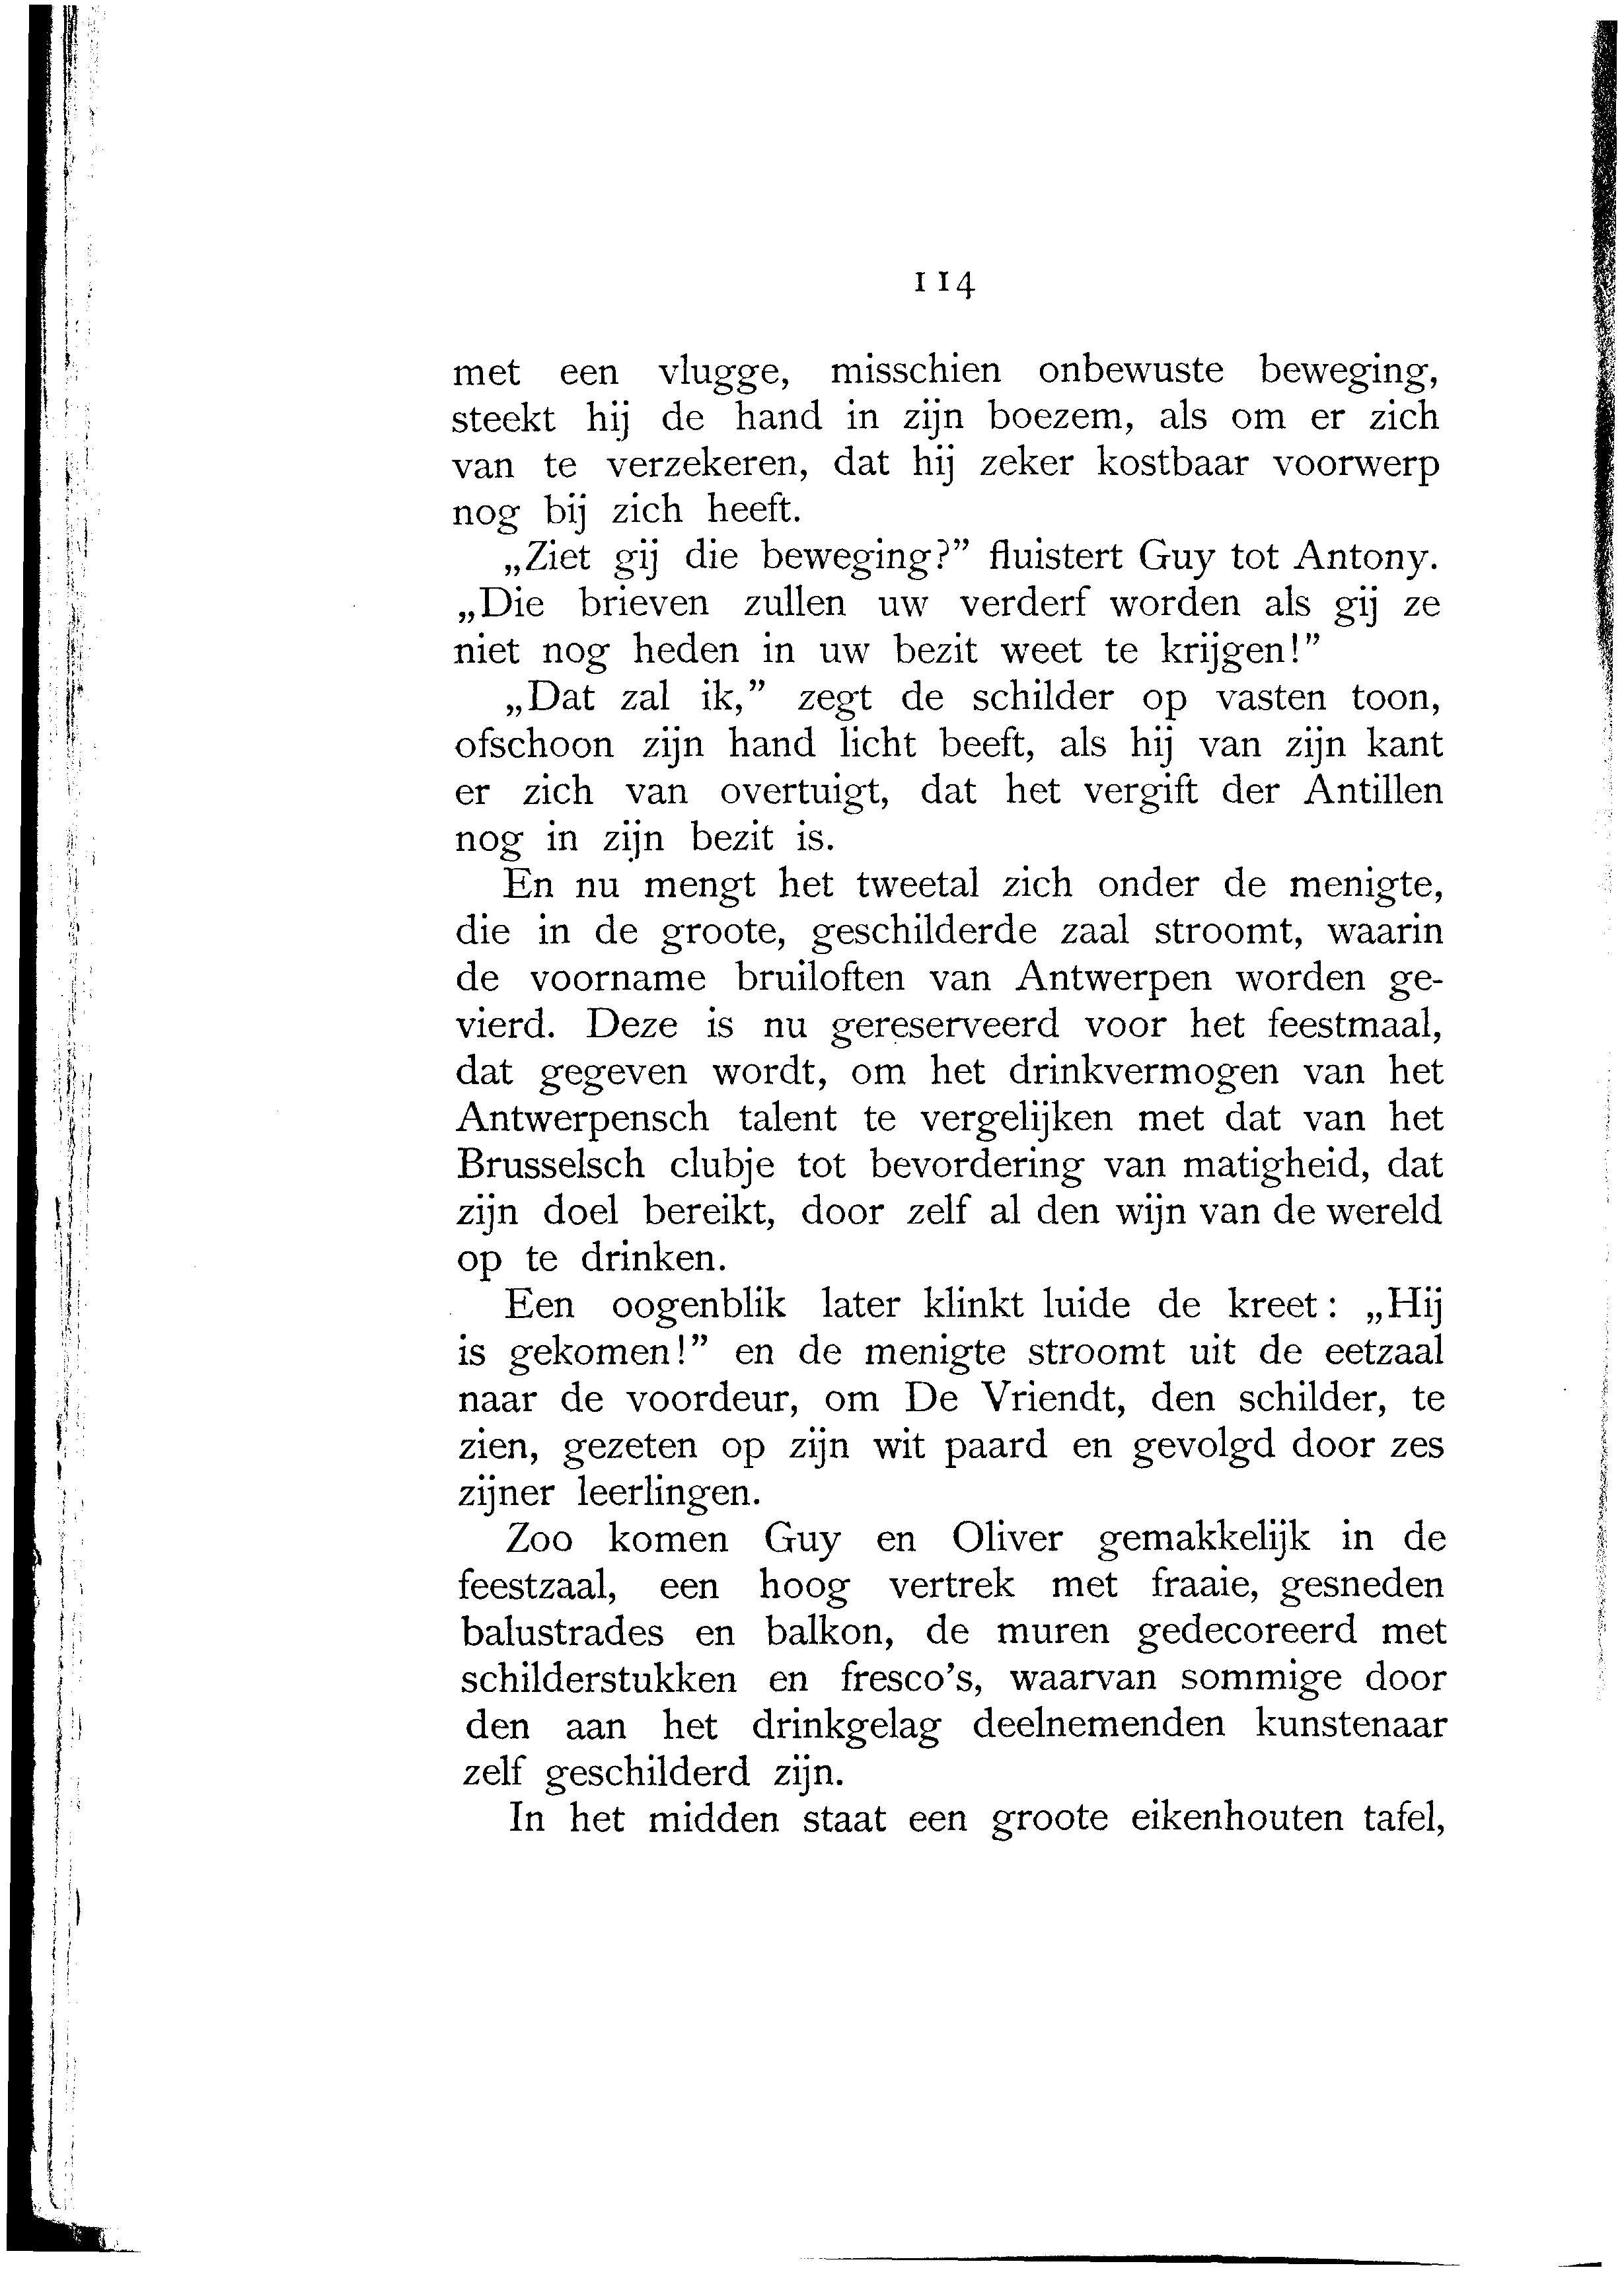 114
met een vlugge, misschien onbewuste beweging,
steekt hij de hand in zijn boezem, als om er zich
van te verzekeren, dat hij zeker kostbaar voorwerp
nog bij zich heeft.
„Ziet gij die beweging?” fluistert Guy tot Antony.
„Die brieven zullen uw verderf worden als gij ze
niet nog heden in uw bezit weet te krijgen!”
„Dat zal ik,” zegt de schilder op vasten toon,
ofschoon zijn hand licht beeft, als hij van zijn kant
er zich van overtuigt, dat het vergift der Antillen
nog in zijn bezit is.
En nu mengt het tweetal zich onder de menigte,
die in de groote, geschilderde zaal stroomt, waarin
de voorname bruiloften van Antwerpen worden ge-
vierd. Deze is nu gereserveerd voor het feestmaal,
dat gegeven wordt, om het drinkvermogen van het
Antwerpensch talent te vergelijken met dat van het
Brusselsch clubje tot bevordering van matigheid, dat
zijn doel bereikt, door zelf al den wijn van de wereld
op te drinken.
Een oogenblik later klinkt luide de kreet: „Hij
is gekomen!” en de menigte stroomt uit de eetzaal
naar de voordeur, om De Vriendt, den schilder, te
zien, gezeten op zijn wit paard en gevolgd door zes
zijner leerlingen.
Zoo komen Guy en Oliver gemakkelijk in de
feestzaal, een hoog vertrek met fraaie, gesneden
balustrades en balkon, de muren gedecoreerd met
schilderstukken en fresco’s, waarvan sommige door
den aan het drinkgelag deelnemenden kunstenaar
zelf geschilderd zijn.
In het midden staat een groote eikenhouten tafel,